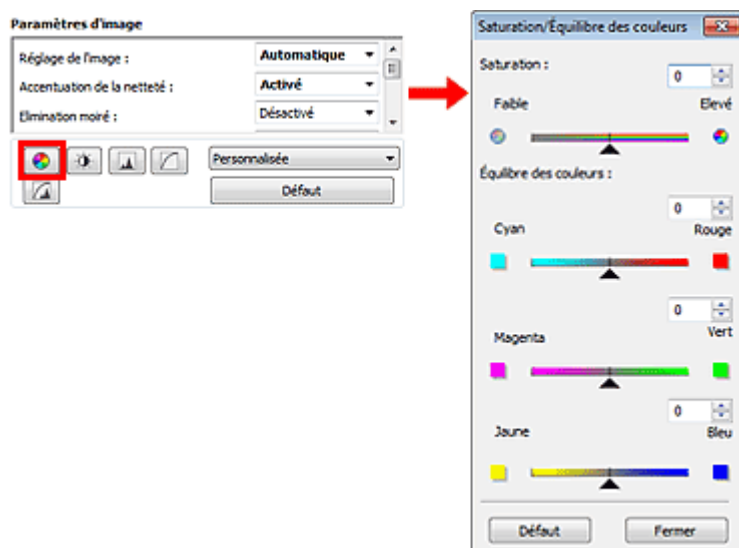 Paramètres d'image
Réglage de l'image : Automatique
Accentuation de la netteté : Activé
Elimination moiré : Désactivé
Personnalisée
Défaut
Saturation/Équilibre des couleurs
Saturation :
0
Faible Elevé
Équilibre des couleurs :
0
Cyan Rouge
0
Magenta Vert
0
Jaune Bleu
Défaut Fermer